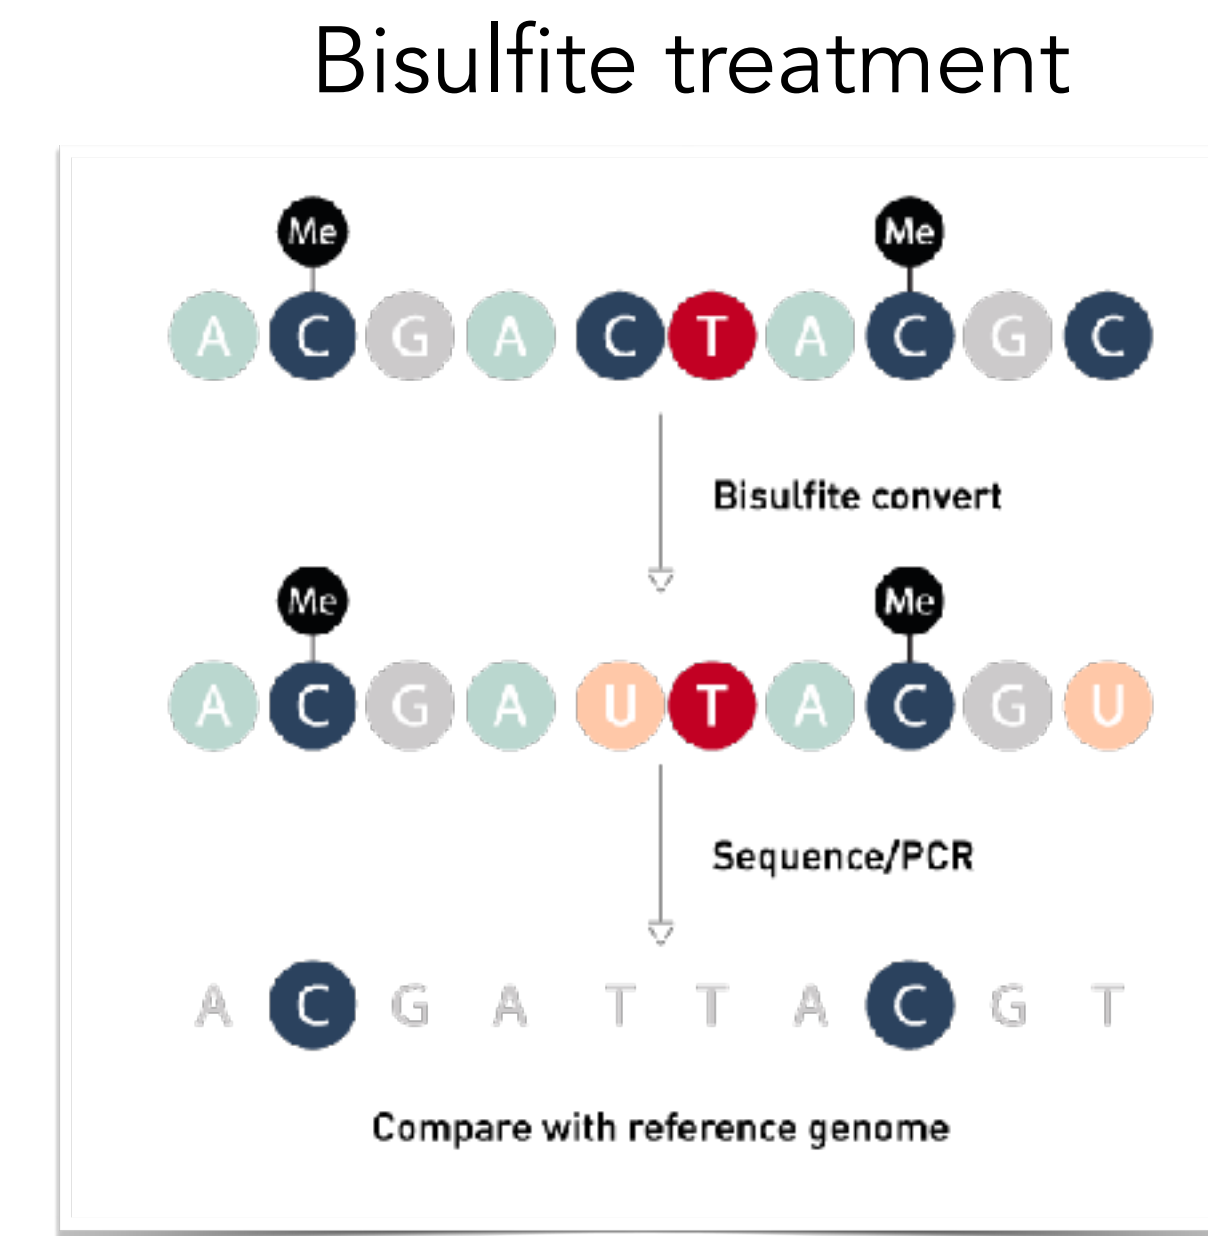 Bisulfite treatment
Me Me
A C G A C T A C G C
Bisulfite convert
Me Me
A C G A U T A C G U
Sequence/PCR
A C G A T T A C G T
Compare with reference genome